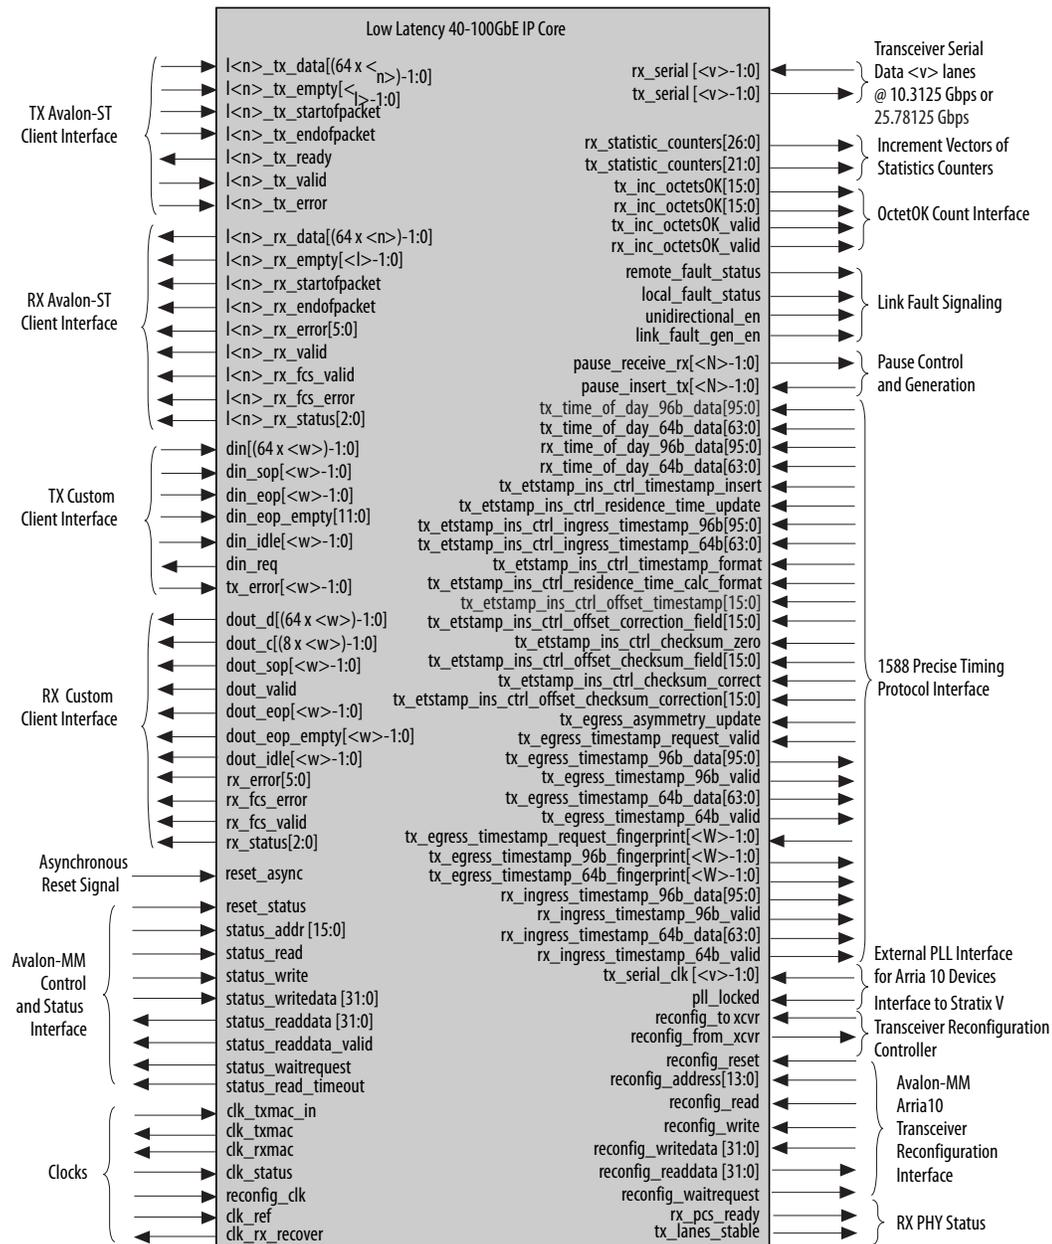 Low Latency 40-100GbE IP Core
TX Avalon-ST
Client Interface
l<n>_tx_data[(64 x <
n>)-1:0]
l<n>_tx_empty[<
l>-1:0]
l<n>_tx_startofpacket
l<n>_tx_endofpacket
l<n>_tx_ready
l<n>_tx_valid
l<n>_tx_error
RX Avalon-ST
Client Interface
l<n>_rx_data[(64 x <n>)-1:0]
l<n>_rx_empty[<l>-1:0]
l<n>_rx_startofpacket
l<n>_rx_endofpacket
l<n>_rx_error[5:0]
l<n>_rx_valid
l<n>_rx_fcs_valid
l<n>_rx_fcs_error
l<n>_rx_status[2:0]
TX Custom
Client Interface
din[(64 x <w>)-1:0]
din_sop[<w>-1:0]
din_eop[<w>-1:0]
din_eop_empty[11:0]
din_idle[<w>-1:0]
din_req
tx_error[<w>-1:0]
RX Custom
Client Interface
dout_d[(64 x <w>)-1:0]
dout_c[(8 x <w>)-1:0]
dout_sop[<w>-1:0]
dout_valid
dout_eop[<w>-1:0]
dout_eop_empty[<w>-1:0]
dout_idle[<w>-1:0]
rx_error[5:0]
rx_fcs_error
rx_fcs_valid
rx_status[2:0]
Asynchronous
Reset Signal
reset_async
Avalon-MM
Control
and Status
Interface
reset_status
status_addr [15:0]
status_read
status_write
status_writedata [31:0]
status_readdata [31:0]
status_readdata_valid
status_waitrequest
status_read_timeout
Clocks
clk_txmac_in
clk_txmac
clk_rxmac
clk_status
reconfig_clk
clk_ref
clk_rx_recover
rx_serial [<v>-1:0]
tx_serial [<v>-1:0]
Transceiver Serial
Data <v> lanes
@ 10.3125 Gbps or
25.78125 Gbps
rx_statistic_counters[26:0]
tx_statistic_counters[21:0]
Increment Vectors of
Statistics Counters
tx_inc_octetsOK[15:0]
rx_inc_octetsOK[15:0]
tx_inc_octetsOK_valid
rx_inc_octetsOK_valid
OctetOK Count Interface
remote_fault_status
local_fault_status
unidirectional_en
link_fault_gen_en
Link Fault Signaling
pause_receive_rx[<N>-1:0]
pause_insert_tx[<N>-1:0]
Pause Control
and Generation
tx_time_of_day_96b_data[95:0]
tx_time_of_day_64b_data[63:0]
rx_time_of_day_96b_data[95:0]
rx_time_of_day_64b_data[63:0]
tx_etstamp_ins_ctrl_timestamp_insert
tx_etstamp_ins_ctrl_residence_time_update
tx_etstamp_ins_ctrl_ingress_timestamp_96b[95:0]
tx_etstamp_ins_ctrl_ingress_timestamp_64b[63:0]
tx_etstamp_ins_ctrl_timestamp_format
tx_etstamp_ins_ctrl_residence_time_calc_format
tx_etstamp_ins_ctrl_offset_timestamp[15:0]
tx_etstamp_ins_ctrl_offset_correction_field[15:0]
tx_etstamp_ins_ctrl_checksum_zero
tx_etstamp_ins_ctrl_offset_checksum_field[15:0]
tx_etstamp_ins_ctrl_checksum_correct
tx_etstamp_ins_ctrl_offset_checksum_correction[15:0]
tx_egress_asymmetry_update
tx_egress_timestamp_request_valid
tx_egress_timestamp_96b_data[95:0]
tx_egress_timestamp_96b_valid
tx_egress_timestamp_64b_data[63:0]
tx_egress_timestamp_64b_valid
tx_egress_timestamp_request_fingerprint[<W>-1:0]
tx_egress_timestamp_96b_fingerprint[<W>-1:0]
tx_egress_timestamp_64b_fingerprint[<W>-1:0]
rx_ingress_timestamp_96b_data[95:0]
rx_ingress_timestamp_96b_valid
rx_ingress_timestamp_64b_data[63:0]
rx_ingress_timestamp_64b_valid
1588 Precise Timing
Protocol Interface
tx_serial_clk [<v>-1:0]
pll_locked
External PLL Interface
for Arria 10 Devices
reconfig_to xcvr
reconfig_from_xcvr
Interface to Stratix V
Transceiver Reconfiguration
Controller
reconfig_reset
reconfig_address[13:0]
reconfig_read
reconfig_write
reconfig_writedata [31:0]
reconfig_readdata [31:0]
reconfig_waitrequest
Avalon-MM
Arria10
Transceiver
Reconfiguration
Interface
rx_pcs_ready
tx_lanes_stable
RX PHY Status